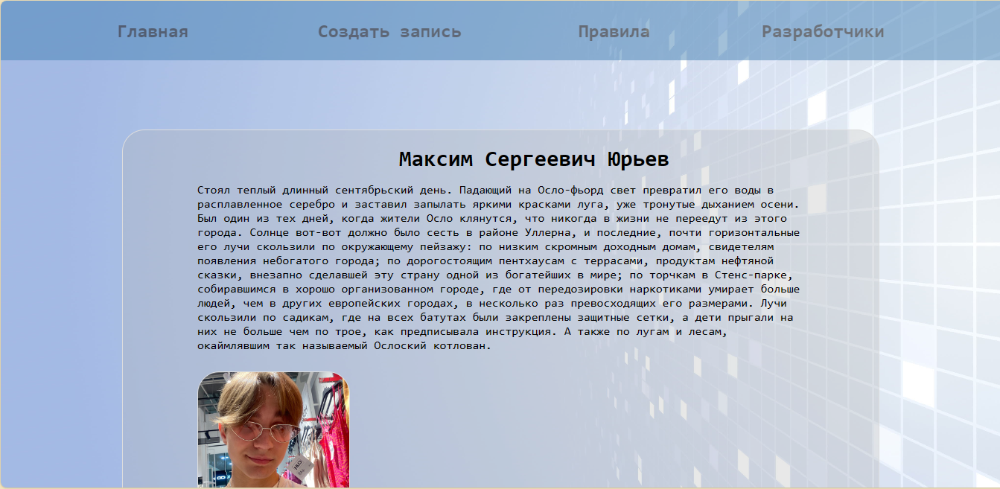 Главная Создать запись Правила Разработчики
Максим Сергеевич Юрьев
Стоял теплый длинный сентябрьский день. Падающий на Осло-фьорд свет превратил его воды в
расплавленное серебро и заставил запылать яркими красками луга, уже тронутые дыханием осени.
Был один из тех дней, когда жители Осло клянутся, что никогда в жизни не переедут из этого
города. Солнце вот-вот должно было сесть в районе Уллерна, и последние, почти горизонтальные
его лучи скользили по окружающему пейзажу: по низким скромным доходным домам, свидетелям
появления небогатого города; по дорогостоящим пентхаусам с террасами, продуктам нефтяной
сказки, внезапно сделавшей эту страну одной из богатейших в мире; по торчкам в Стенс-парке,
собиравшимся в хорошо организованном городе, где от передозировки наркотиками умирает больше
людей, чем в других европейских городах, в несколько раз превосходящих его размерами. Лучи
скользили по садикам, где на всех батутах были закреплены защитные сетки, а дети прыгали на
них не больше чем по трое, как предписывала инструкция. А также по лугам и лесам,
окаймлявшим так называемый Ослоский котлован.